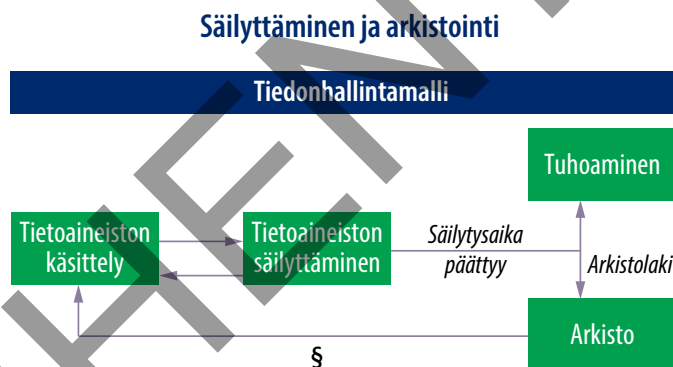 Säilyttäminen ja arkistointi
Tiedonhallintamalli
Tuhoaminen
Tietoaineiston
käsittely
Tietoaineiston
säilyttäminen
Säilytysaika
päättyy
Arkistolaki
Arkisto
§